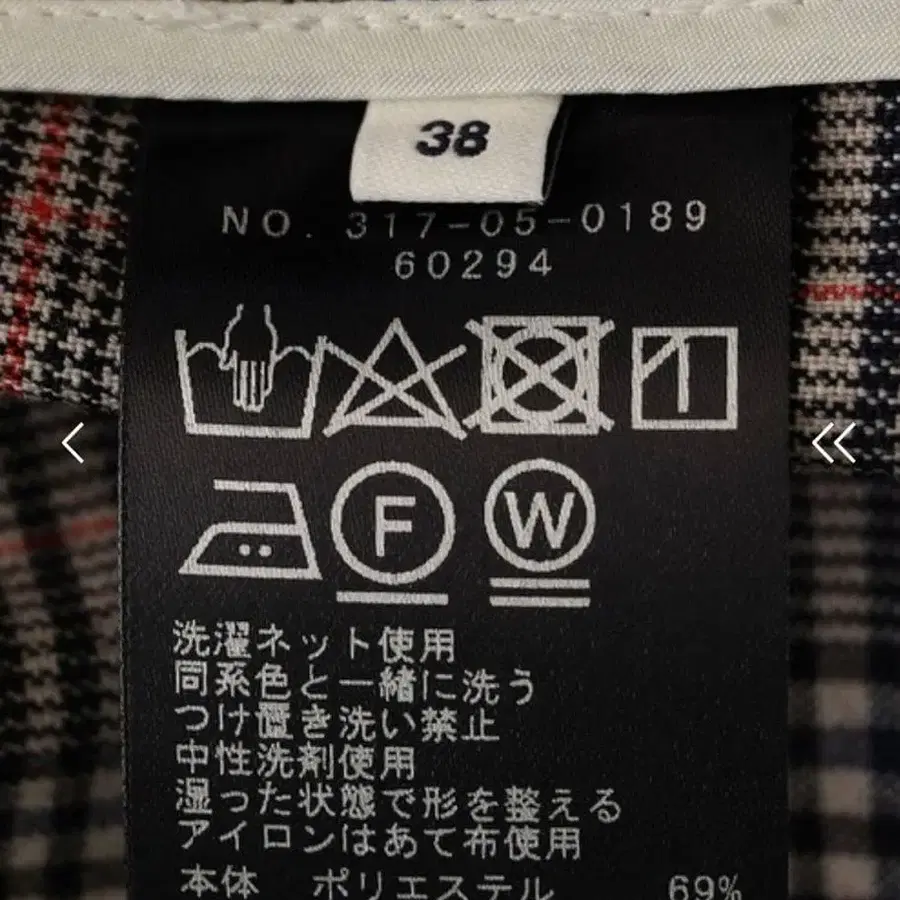 38
NO. 317-05-0189
60294
F W
洗濯ネット使用
同系色と一緒に洗う
つけ置き洗い禁止
中性洗剤使用
湿った状態で形を整える
アイロンはあて布使用
本体 ポリエステル 69%